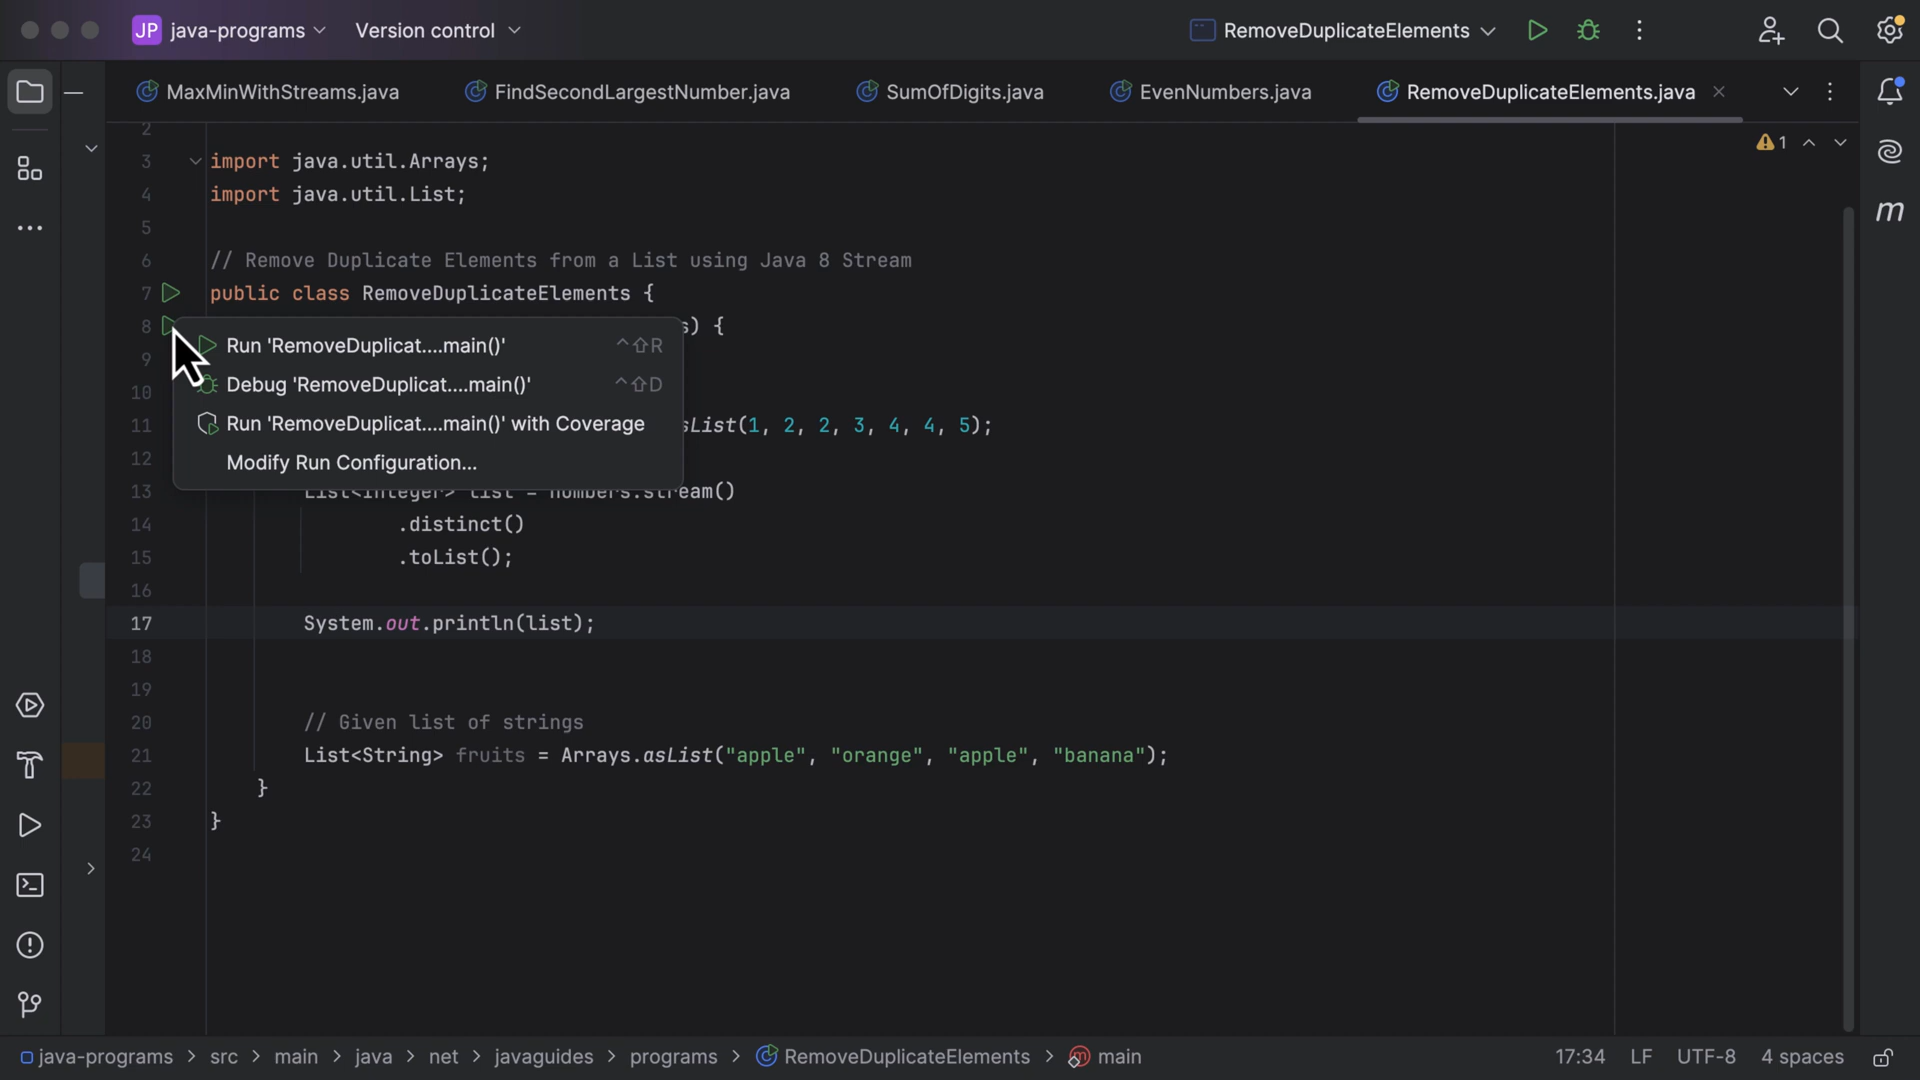 JP java-programs Version control RemoveDuplicateElements
MaxMinWithStreams.java FindSecondLargestNumber.java SumOfDigits.java EvenNumbers.java RemoveDuplicateElements.java
2
1
3 import java.util.Arrays;
4 import java.util.List;
5
6 // Remove Duplicate Elements from a List using Java 8 Stream
7 public class RemoveDuplicateElements {
8 s) {
Run 'RemoveDuplicat....main()' ^⇧R
9
Debug 'RemoveDuplicat....main()' ^⇧D
10
Run 'RemoveDuplicat....main()' with Coverage
11 sList(1, 2, 2, 3, 4, 4, 5);
12
Modify Run Configuration...
13 List<Integer> list = numbers.stream()
14 .distinct()
15 .toList();
16
17 System.out.println(list);
18
19
20 // Given list of strings
21 List<String> fruits = Arrays.asList("apple", "orange", "apple", "banana");
22 }
23 }
24
m
java-programs > src > main > java > net > javaguides > programs > RemoveDuplicateElements > main 17:34 LF UTF-8 4 spaces